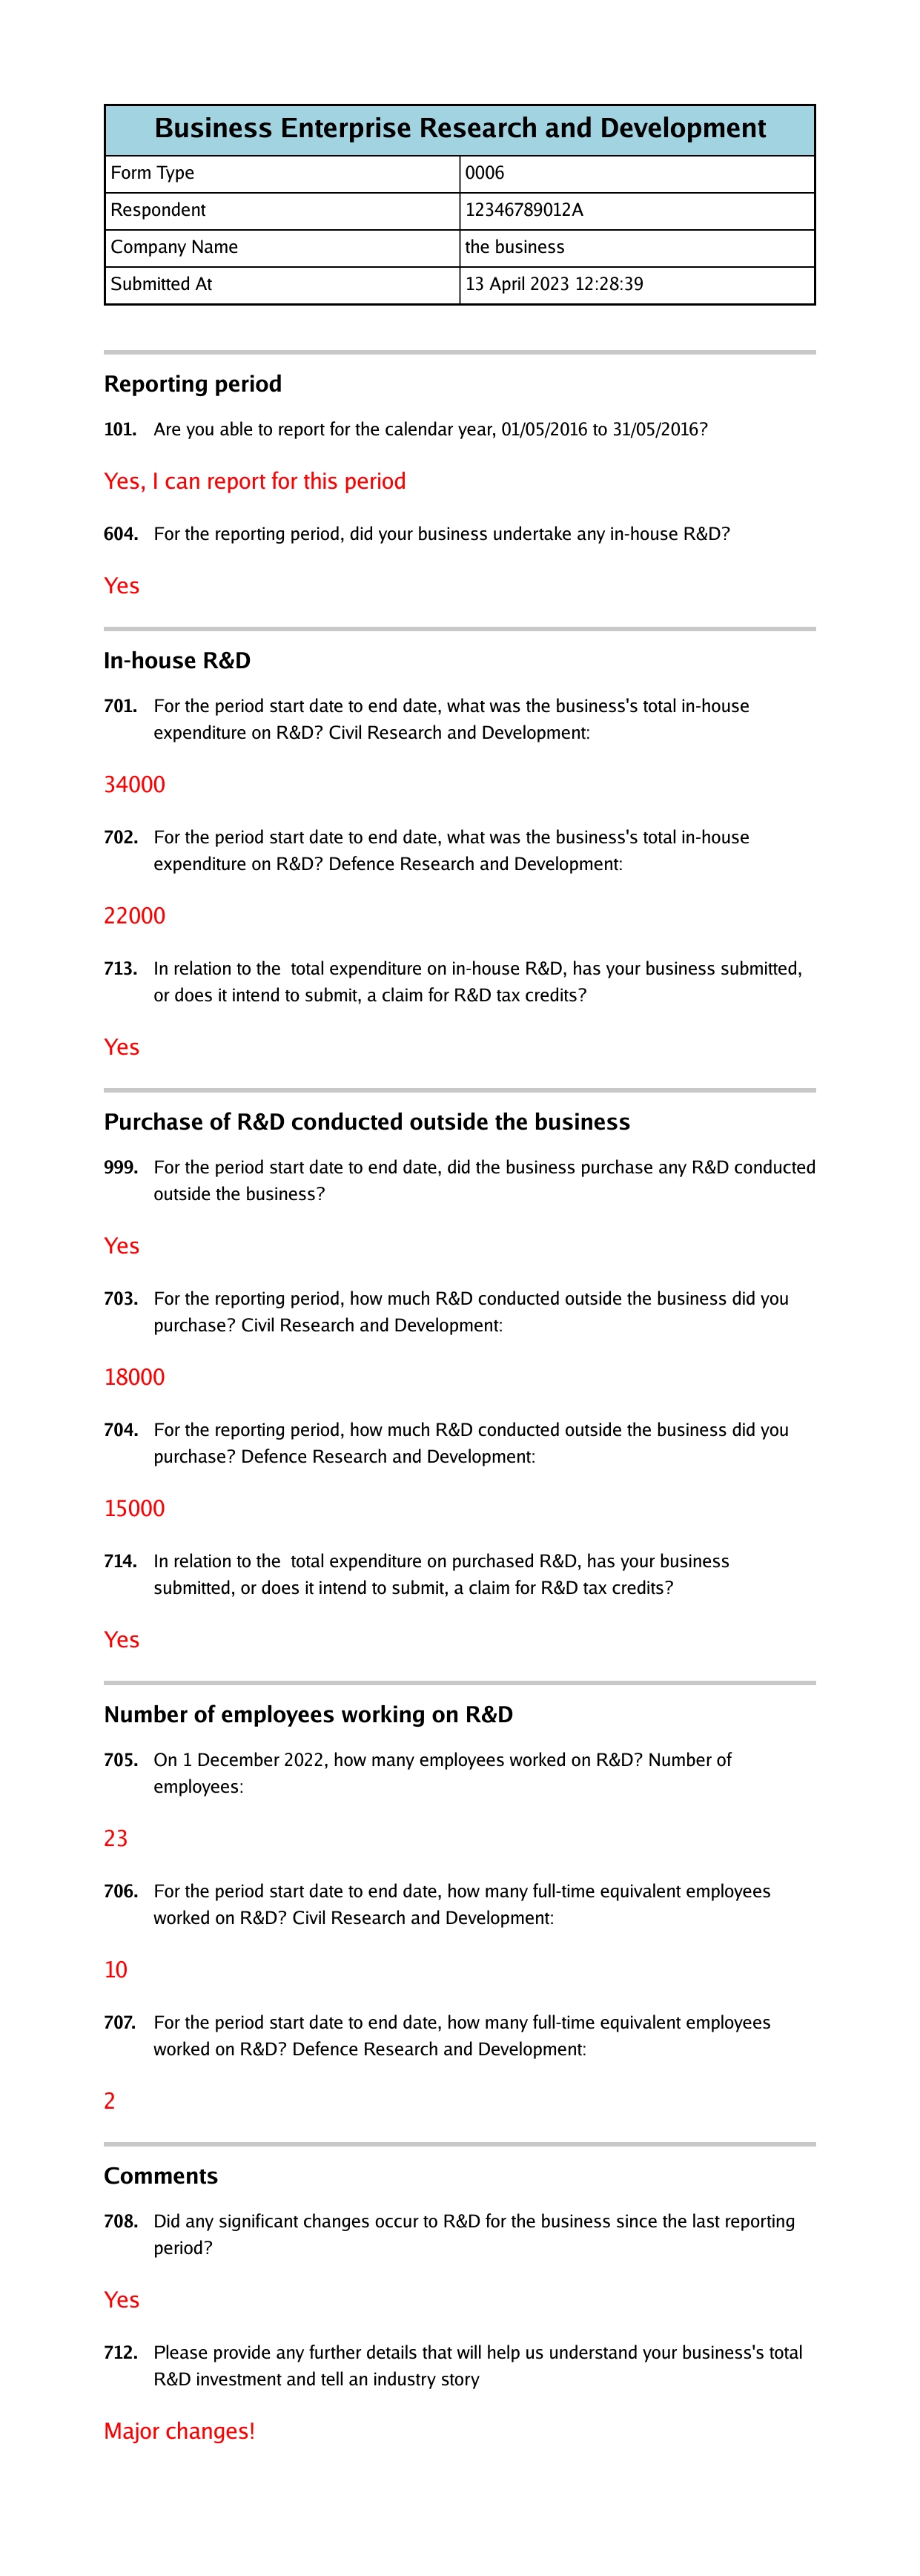 Business Enterprise Research and Development
Form Type 0006
Respondent 12346789012A
Company Name the business
Submitted At 13 April 2023 12:28:39
Reporting period
101. Are you able to report for the calendar year, 01/05/2016 to 31/05/2016?
Yes, I can report for this period
604. For the reporting period, did your business undertake any in-house R&D?
Yes
In-house R&D
701. For the period start date to end date, what was the business's total in-house
expenditure on R&D? Civil Research and Development:
34000
702. For the period start date to end date, what was the business's total in-house
expenditure on R&D? Defence Research and Development:
22000
713. In relation to the  total expenditure on in-house R&D, has your business submitted,
or does it intend to submit, a claim for R&D tax credits?
Yes
Purchase of R&D conducted outside the business
999. For the period start date to end date, did the business purchase any R&D conducted
outside the business?
Yes
703. For the reporting period, how much R&D conducted outside the business did you
purchase? Civil Research and Development:
18000
704. For the reporting period, how much R&D conducted outside the business did you
purchase? Defence Research and Development:
15000
714. In relation to the  total expenditure on purchased R&D, has your business
submitted, or does it intend to submit, a claim for R&D tax credits?
Yes
Number of employees working on R&D
705. On 1 December 2022, how many employees worked on R&D? Number of
employees:
23
706. For the period start date to end date, how many full-time equivalent employees
worked on R&D? Civil Research and Development:
10
707. For the period start date to end date, how many full-time equivalent employees
worked on R&D? Defence Research and Development:
2
Comments
708. Did any significant changes occur to R&D for the business since the last reporting
period?
Yes
712. Please provide any further details that will help us understand your business's total
R&D investment and tell an industry story
Major changes!